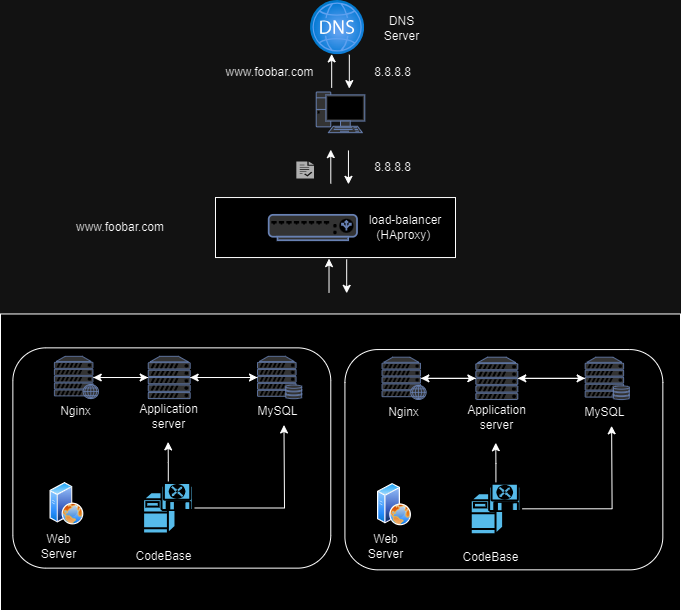 DNS
DNS
Server
www.foobar.com
8.8.8.8
8.8.8.8
www.foobar.com
load-balancer
(HAproxy)
Nginx
Application
server
MySQL
Nginx
Application
server
MySQL
Web
Server
CodeBase
Web
Server
CodeBase